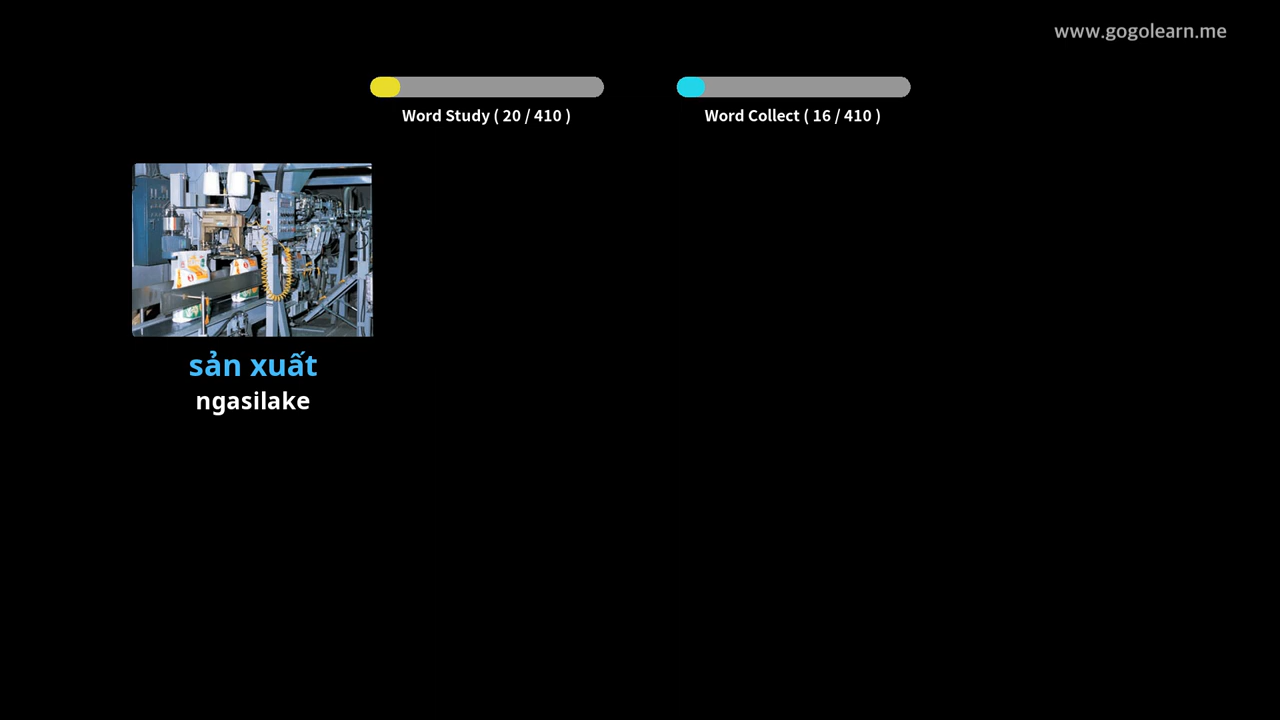 www.gogolearn.me
Word Study ( 20 / 410 )
Word Collect ( 16 / 410 )
sản xuất
ngasilake